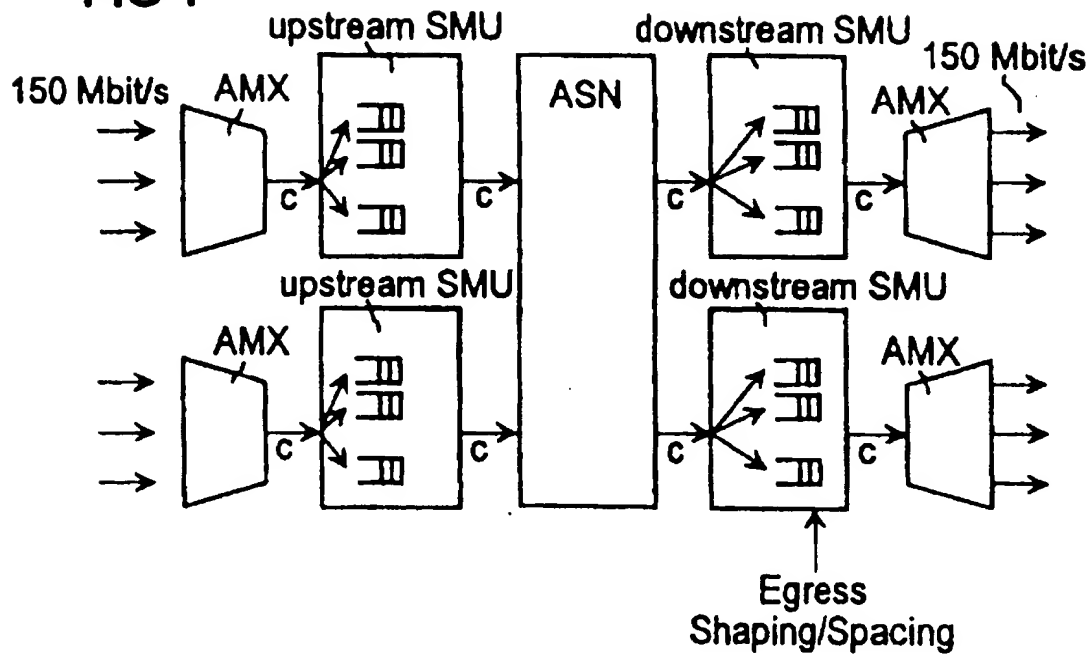 upstream SMU
downstream SMU
150 Mbit/s
150 Mbit/s
AMX
ASN
AMX
C
C
C
C
upstream SMU
downstream SMU
AMX
AMX
C
C
C
C
Egress
Shaping/Spacing